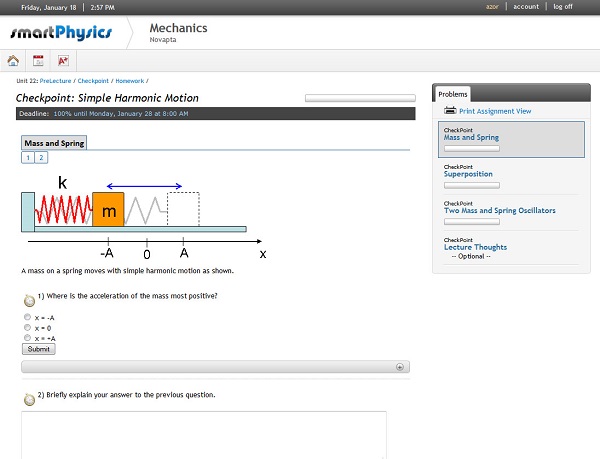 Friday, January 18 | 2:57 PM
azor | account | log off
smartPhysics
Mechanics
Novapta
A+
Unit 22: PreLecture / Checkpoint / Homework /
Checkpoint: Simple Harmonic Motion
Deadline: 100% until Monday, January 28 at 8:00 AM
Mass and Spring
1 2
k
m
-A 0 A x
A mass on a spring moves with simple harmonic motion as shown.
1) Where is the acceleration of the mass most positive?
x = -A
x = 0
x = +A
Submit
2) Briefly explain your answer to the previous question.
Problems
Print Assignment View
CheckPoint
Mass and Spring
CheckPoint
Superposition
CheckPoint
Two Mass and Spring Oscillators
CheckPoint
Lecture Thoughts
-- Optional --